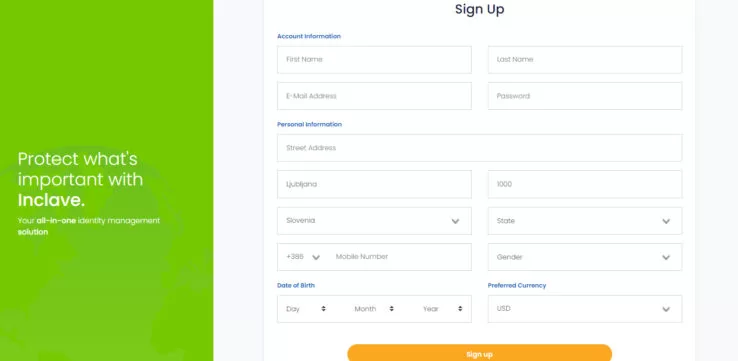 Sign Up
Account Information
First Name
Last Name
E-Mail Address
Password
Personal Information
Street Address
Ljubljana
1000
Slovenia
State
+386
Mobile Number
Gender
Date of Birth
Preferred Currency
Day
Month
Year
USD
Sign up
Protect what's
important with
Inclave.
Your all-in-one identity management
solution